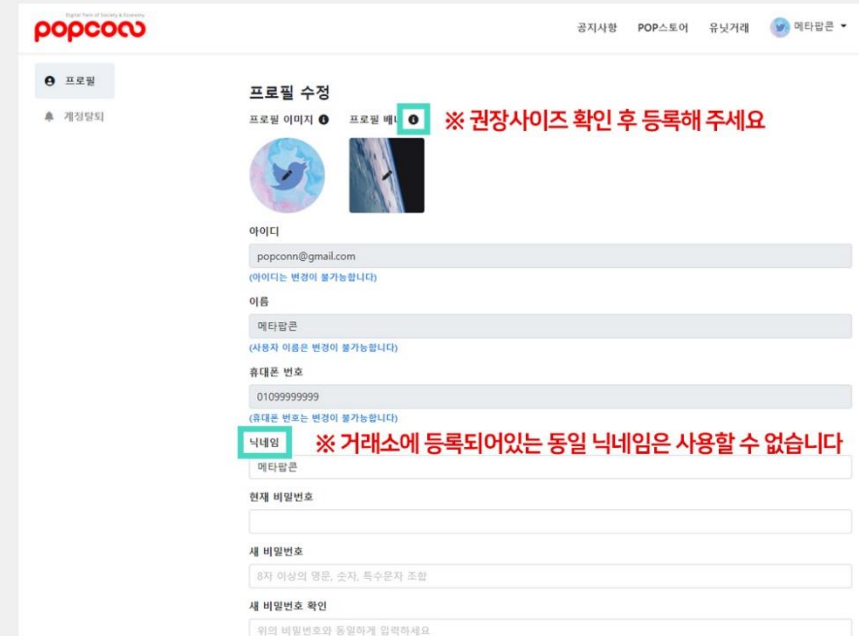 Digital Twin of Society & Economy
popcon
공지사항 POP스토어 유닛거래 메타팝콘
프로필
계정탈퇴
프로필 수정
프로필 이미지 프로필 배너
※ 권장사이즈 확인 후 등록해 주세요
아이디
popconn@gmail.com
(아이디는 변경이 불가능합니다)
이름
메타팝콘
(사용자 이름은 변경이 불가능합니다)
휴대폰 번호
01099999999
(휴대폰 번호는 변경이 불가능합니다)
닉네임
※ 거래소에 등록되어있는 동일 닉네임은 사용할 수 없습니다
메타팝콘
현재 비밀번호
새 비밀번호
8자 이상의 영문, 숫자, 특수문자 조합
새 비밀번호 확인
위의 비밀번호와 동일하게 입력하세요